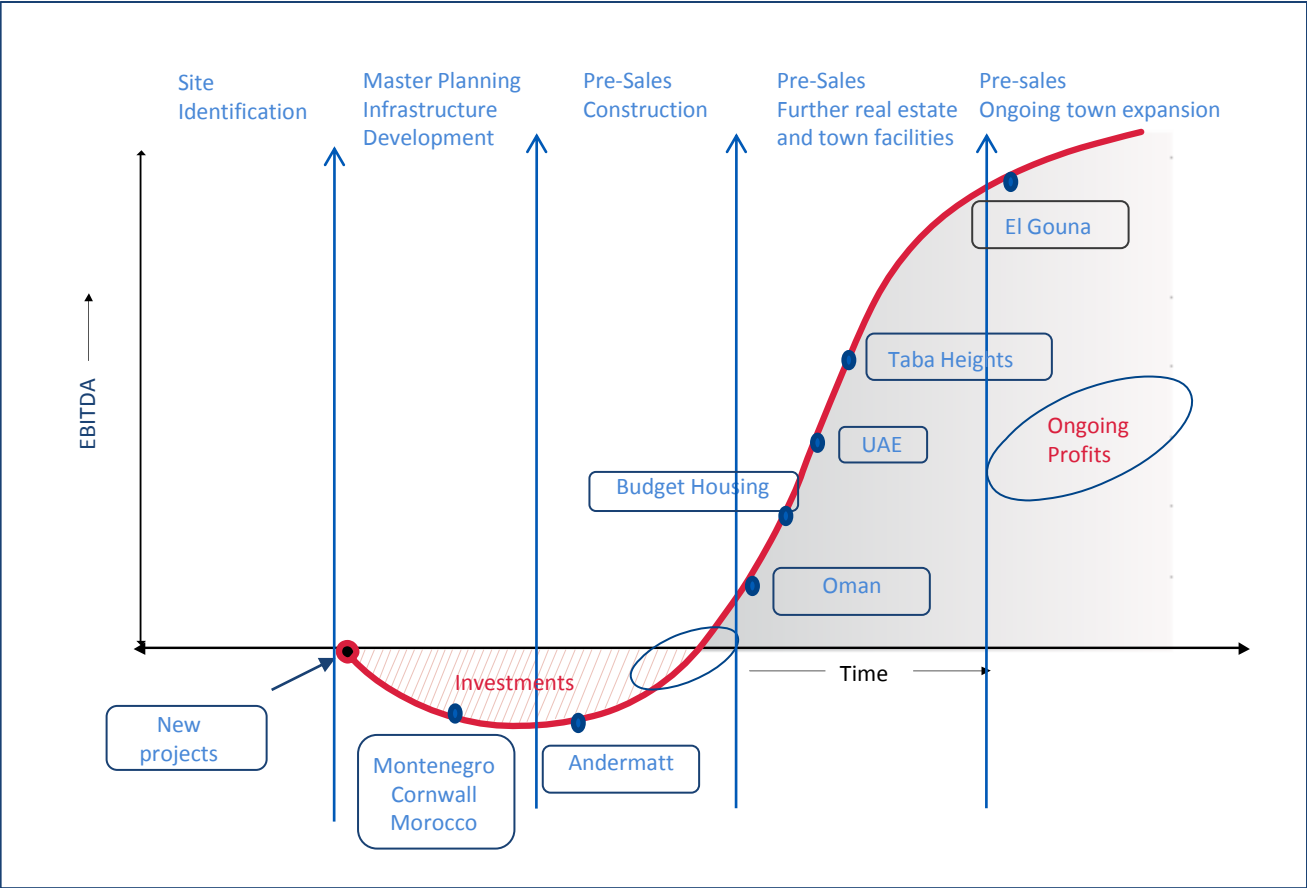 Site
Identification
Master Planning
Infrastructure
Development
Pre-Sales
Construction
Pre-Sales
Further real estate
and town facilities
Pre-sales
Ongoing town expansion
El Gouna
Taba Heights
EBITDA
Ongoing
Profits
UAE
Budget Housing
Oman
Time
Investments
New
projects
Montenegro
Cornwall
Morocco
Andermatt